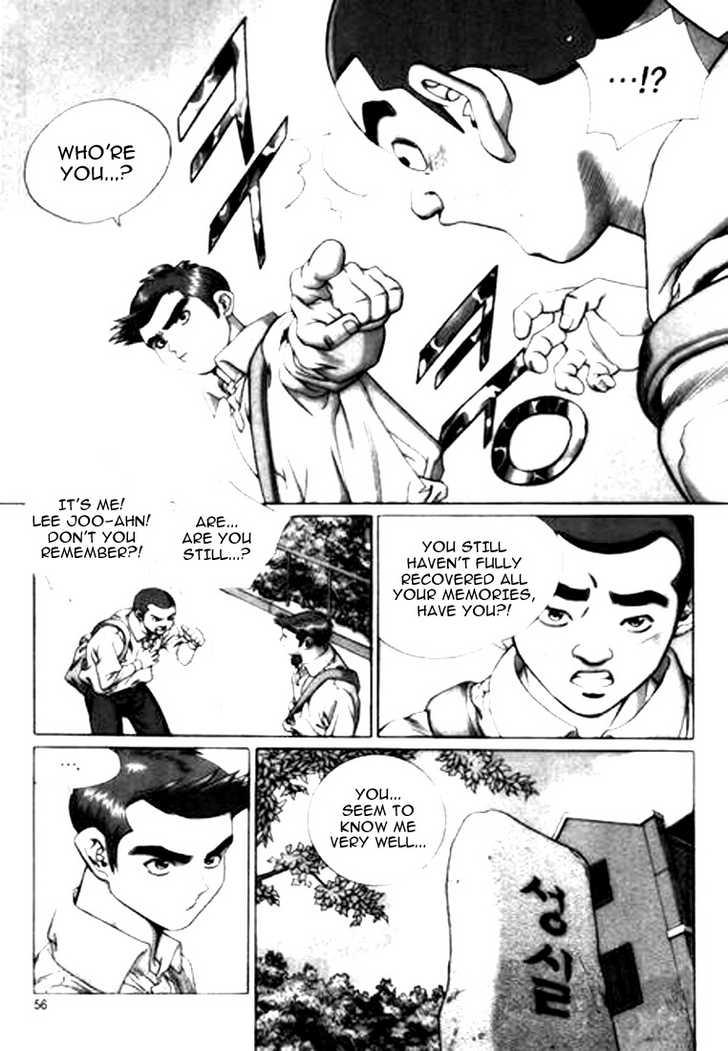 WHO'RE
YOU...?
...!?
IT'S ME!
LEE JOO-AHN!
DON'T YOU
REMEMBER?!
ARE...
ARE YOU
STILL...?
YOU STILL
HAVEN'T FULLY
RECOVERED ALL
YOUR MEMORIES,
HAVE YOU?!
....
YOU...
SEEM TO
KNOW ME
VERY WELL...
성실
56